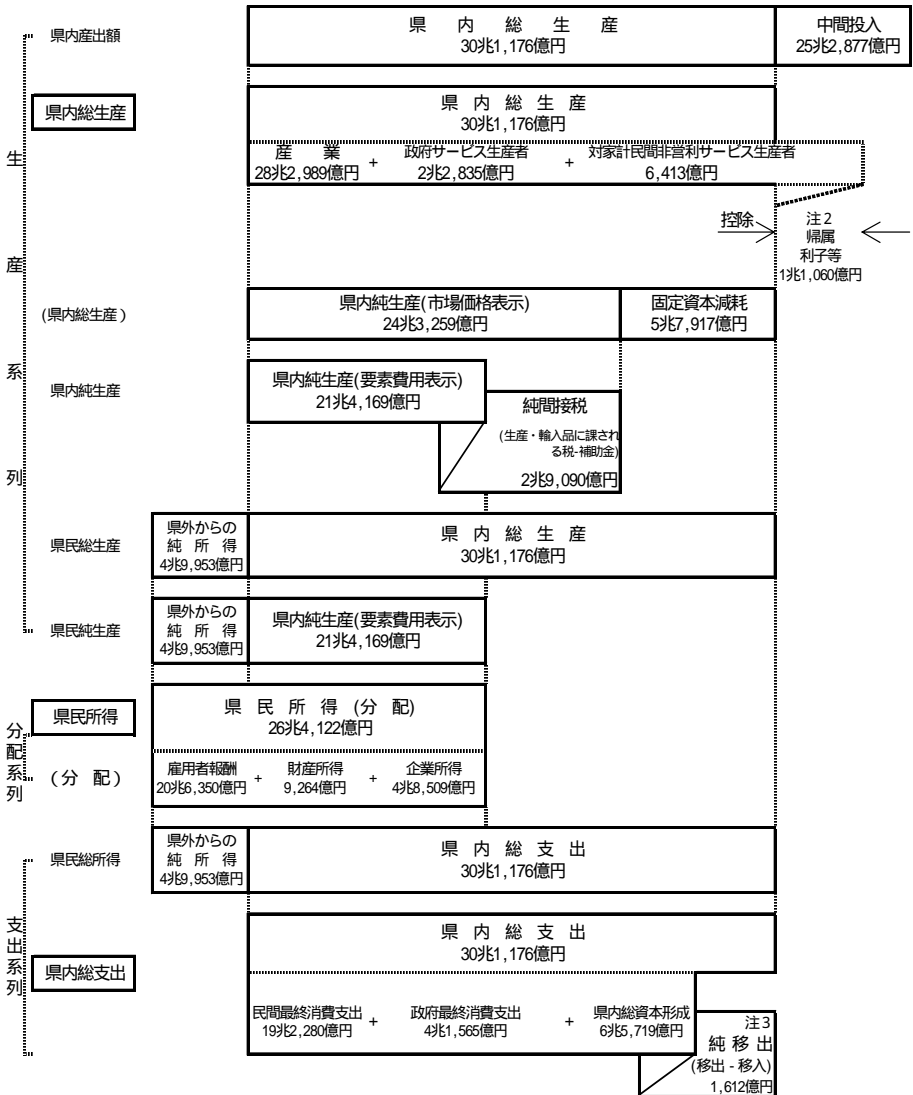 県内産出額
県 内 総 生 産
30兆1,176億円
中間投入
25兆2,877億円
生産系列
県内総生産
県 内 総 生 産
30兆1,176億円
産 業
28兆2,989億円
+
政府サービス生産者
2兆2,835億円
+
対家計民間非営利サービス生産者
6,413億円
控除
注2
帰属
利子等
1兆1,060億円
(県内総生産)
県内純生産(市場価格表示)
24兆3,259億円
固定資本減耗
5兆7,917億円
県内純生産
県内純生産(要素費用表示)
21兆4,169億円
純間接税
(生産・輸入品に課され
る税-補助金)
2兆9,090億円
県民総生産
県外からの
純 所 得
4兆9,953億円
県 内 総 生 産
30兆1,176億円
県民純生産
県外からの
純 所 得
4兆9,953億円
県内純生産(要素費用表示)
21兆4,169億円
分配系列
県民所得
(分 配)
県 民 所 得 (分 配)
26兆4,122億円
雇用者報酬
20兆6,350億円
+
財産所得
9,264億円
+
企業所得
4兆8,509億円
支出系列
県民総所得
県外からの
純 所 得
4兆9,953億円
県 内 総 支 出
30兆1,176億円
県内総支出
県 内 総 支 出
30兆1,176億円
民間最終消費支出
19兆2,280億円
+
政府最終消費支出
4兆1,565億円
+
県内総資本形成
6兆5,719億円
注3
純 移 出
(移出 - 移入)
1,612億円